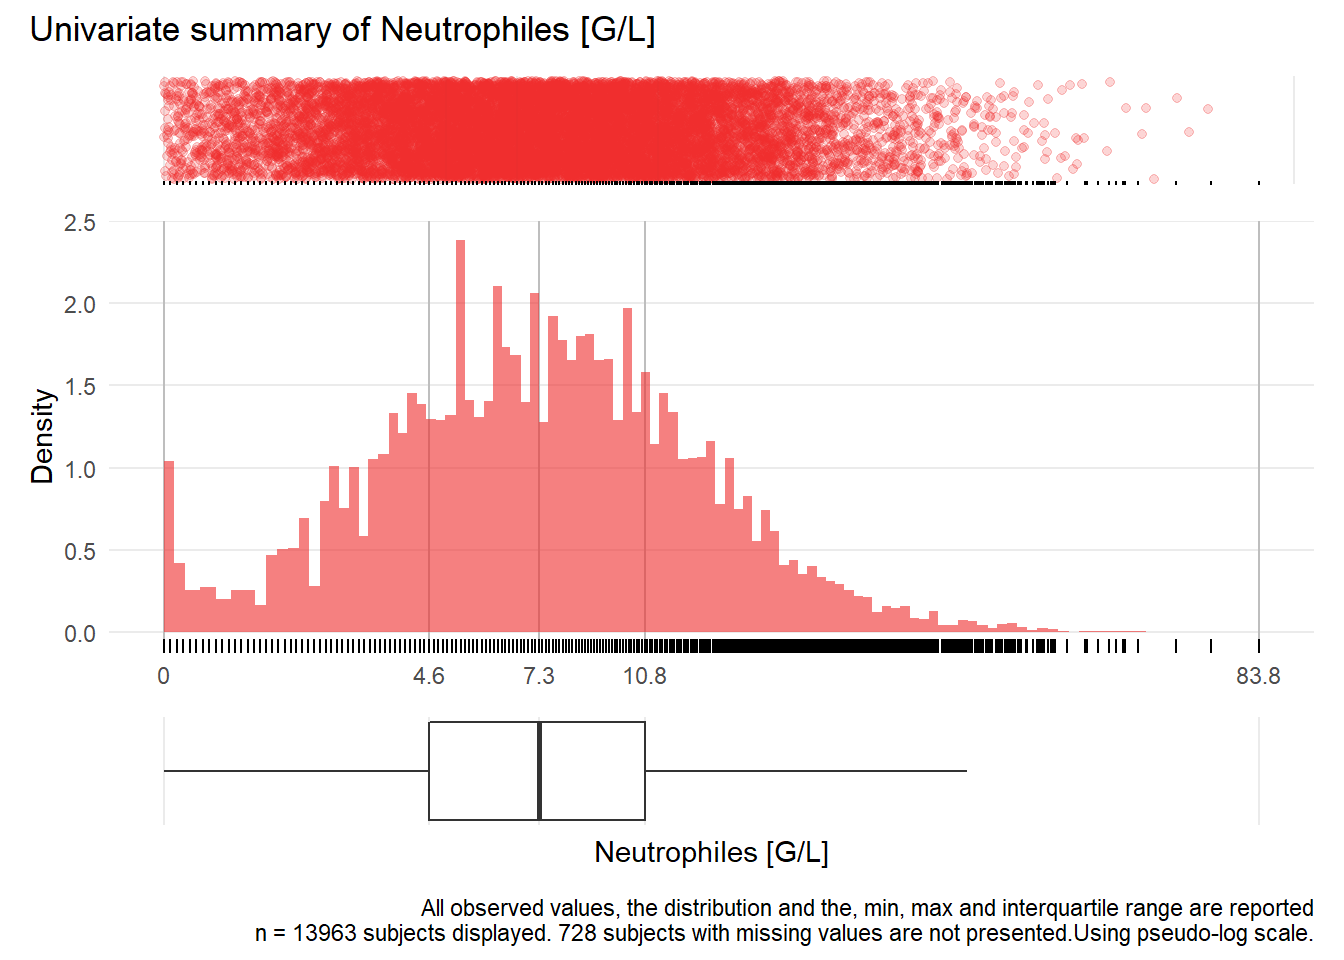 Univariate summary of Neutrophiles [G/L]
2.5
2.0
1.5
1.0
0.5
0.0
Density
0 4.6 7.3 10.8 83.8
Neutrophiles [G/L]
All observed values, the distribution and the, min, max and interquartile range are reported
n = 13963 subjects displayed. 728 subjects with missing values are not presented.Using pseudo-log scale.